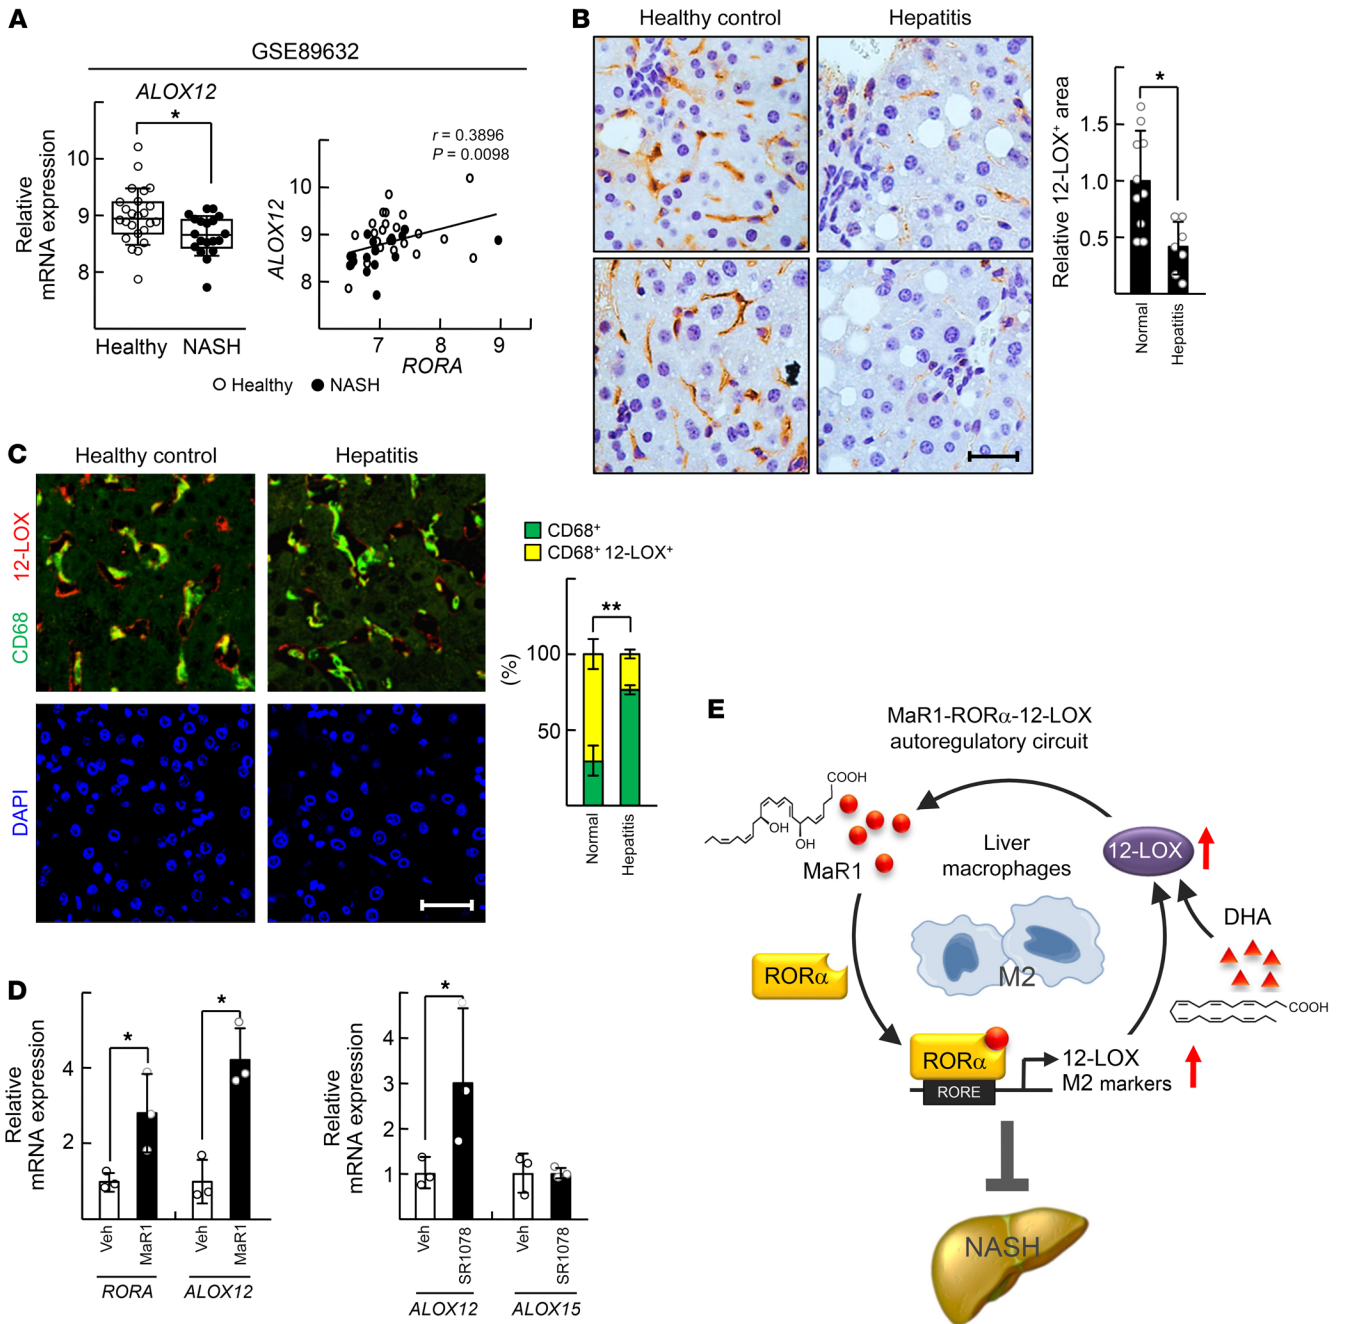 A
GSE89632
ALOX12
*
Relative
mRNA expression
10
9
8
Healthy
NASH
r = 0.3896
P = 0.0098
ALOX12
10
9
8
7
8
9
RORA
Healthy
NASH
B
Healthy control
Hepatitis
Relative 12-LOX+ area
*
1.5
1.0
0.5
Normal
Hepatitis
C
Healthy control
Hepatitis
CD68 12-LOX
DAPI
CD68+
CD68+ 12-LOX+
**
(%)
100
50
Normal
Hepatitis
D
Relative
mRNA expression
*
*
4
2
Veh
MaR1
Veh
MaR1
RORA
ALOX12
Relative
mRNA expression
*
4
3
2
1
Veh
SR1078
Veh
SR1078
ALOX12
ALOX15
E
MaR1-RORα-12-LOX
autoregulatory circuit
COOH
OH
OH
MaR1
Liver
macrophages
12-LOX
DHA
COOH
RORα
M2
RORα
RORE
12-LOX
M2 markers
NASH